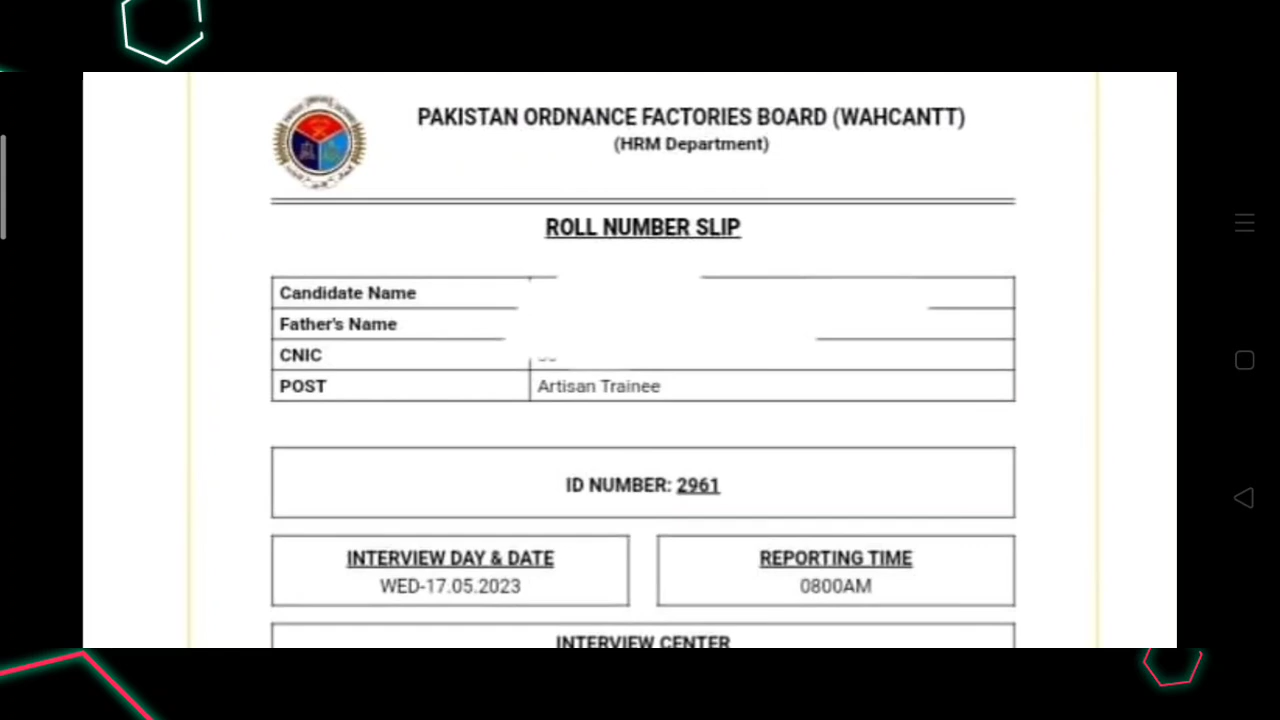 PAKISTAN ORDNANCE FACTORIES BOARD (WAHCANTT)
(HRM Department)
ROLL NUMBER SLIP
Candidate Name
Father's Name
CNIC
POST Artisan Trainee
ID NUMBER: 2961
INTERVIEW DAY & DATE
WED-17.05.2023
REPORTING TIME
0800AM
INTERVIEW CENTER